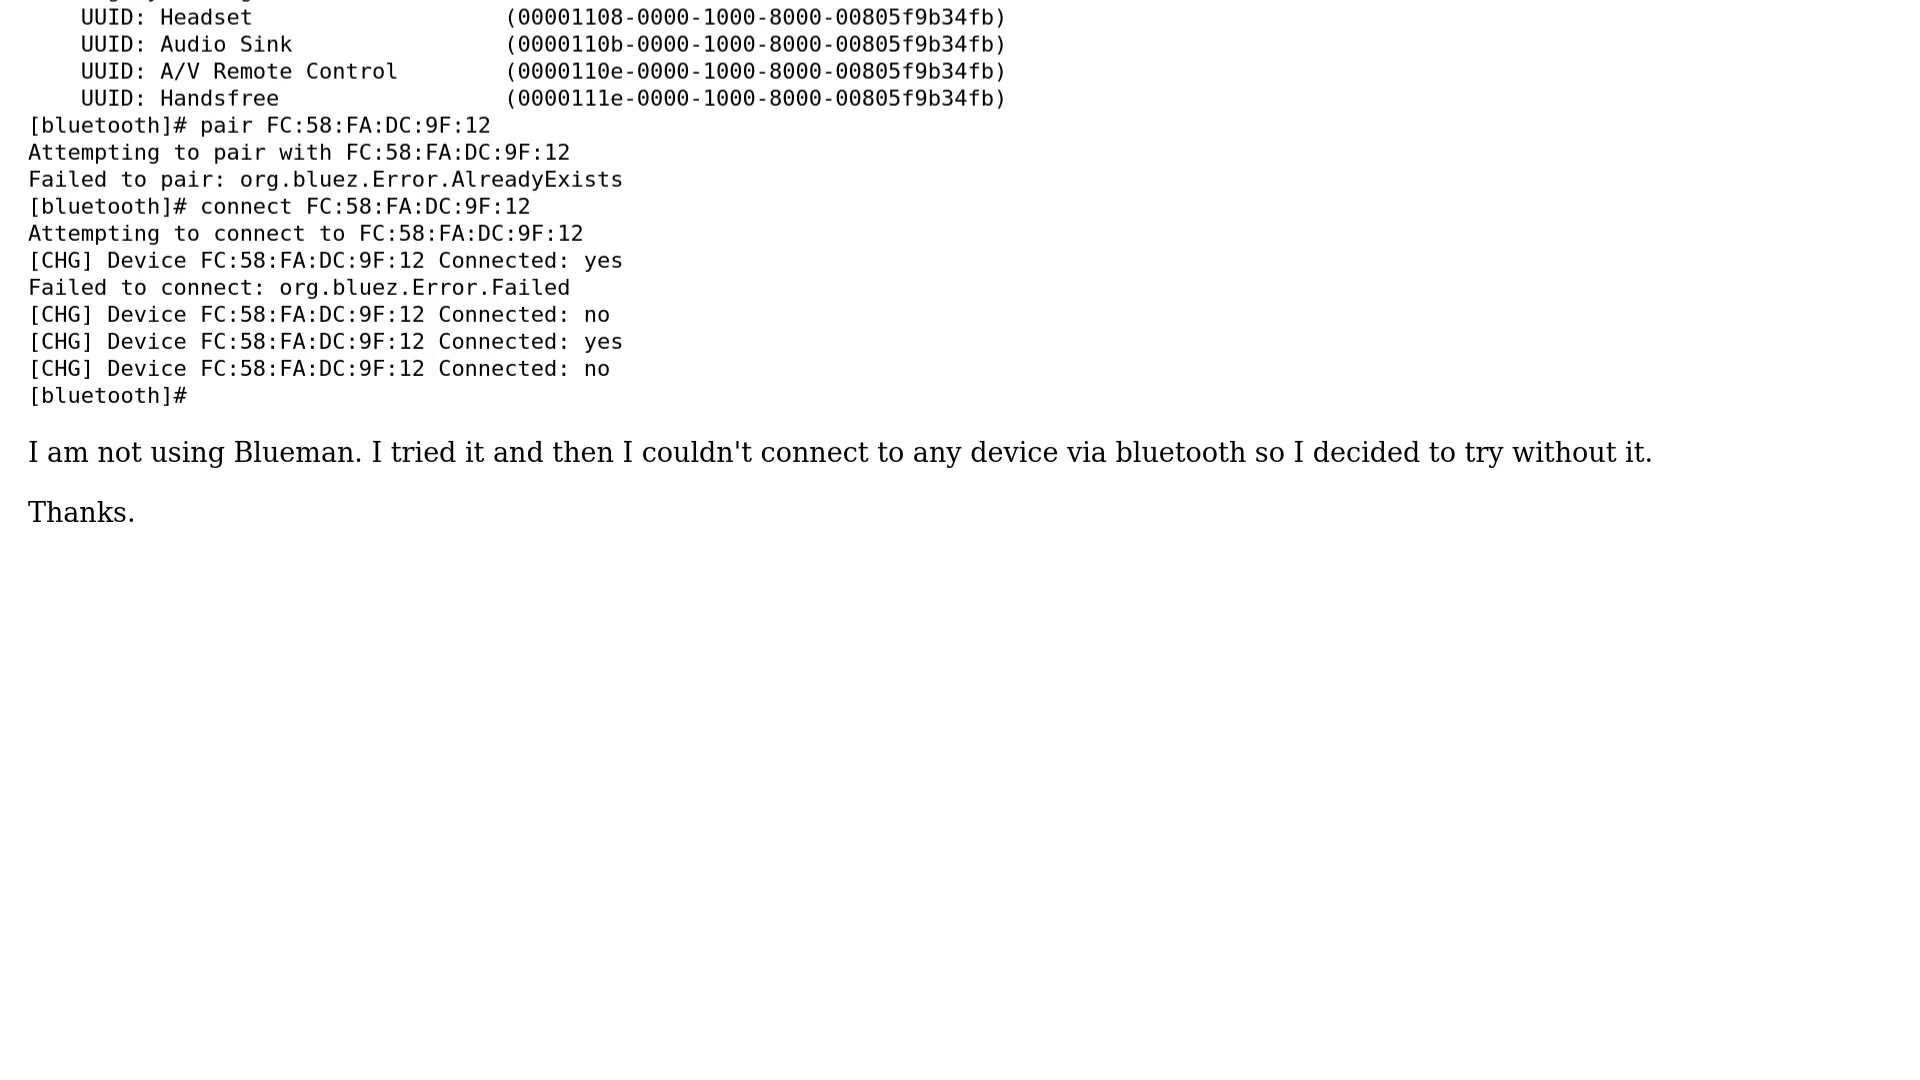 UUID: Headset (00001108-0000-1000-8000-00805f9b34fb)
UUID: Audio Sink (0000110b-0000-1000-8000-00805f9b34fb)
UUID: A/V Remote Control (0000110e-0000-1000-8000-00805f9b34fb)
UUID: Handsfree (0000111e-0000-1000-8000-00805f9b34fb)
[bluetooth]# pair FC:58:FA:DC:9F:12
Attempting to pair with FC:58:FA:DC:9F:12
Failed to pair: org.bluez.Error.AlreadyExists
[bluetooth]# connect FC:58:FA:DC:9F:12
Attempting to connect to FC:58:FA:DC:9F:12
[CHG] Device FC:58:FA:DC:9F:12 Connected: yes
Failed to connect: org.bluez.Error.Failed
[CHG] Device FC:58:FA:DC:9F:12 Connected: no
[CHG] Device FC:58:FA:DC:9F:12 Connected: yes
[CHG] Device FC:58:FA:DC:9F:12 Connected: no
[bluetooth]#
I am not using Blueman. I tried it and then I couldn't connect to any device via bluetooth so I decided to try without it.
Thanks.